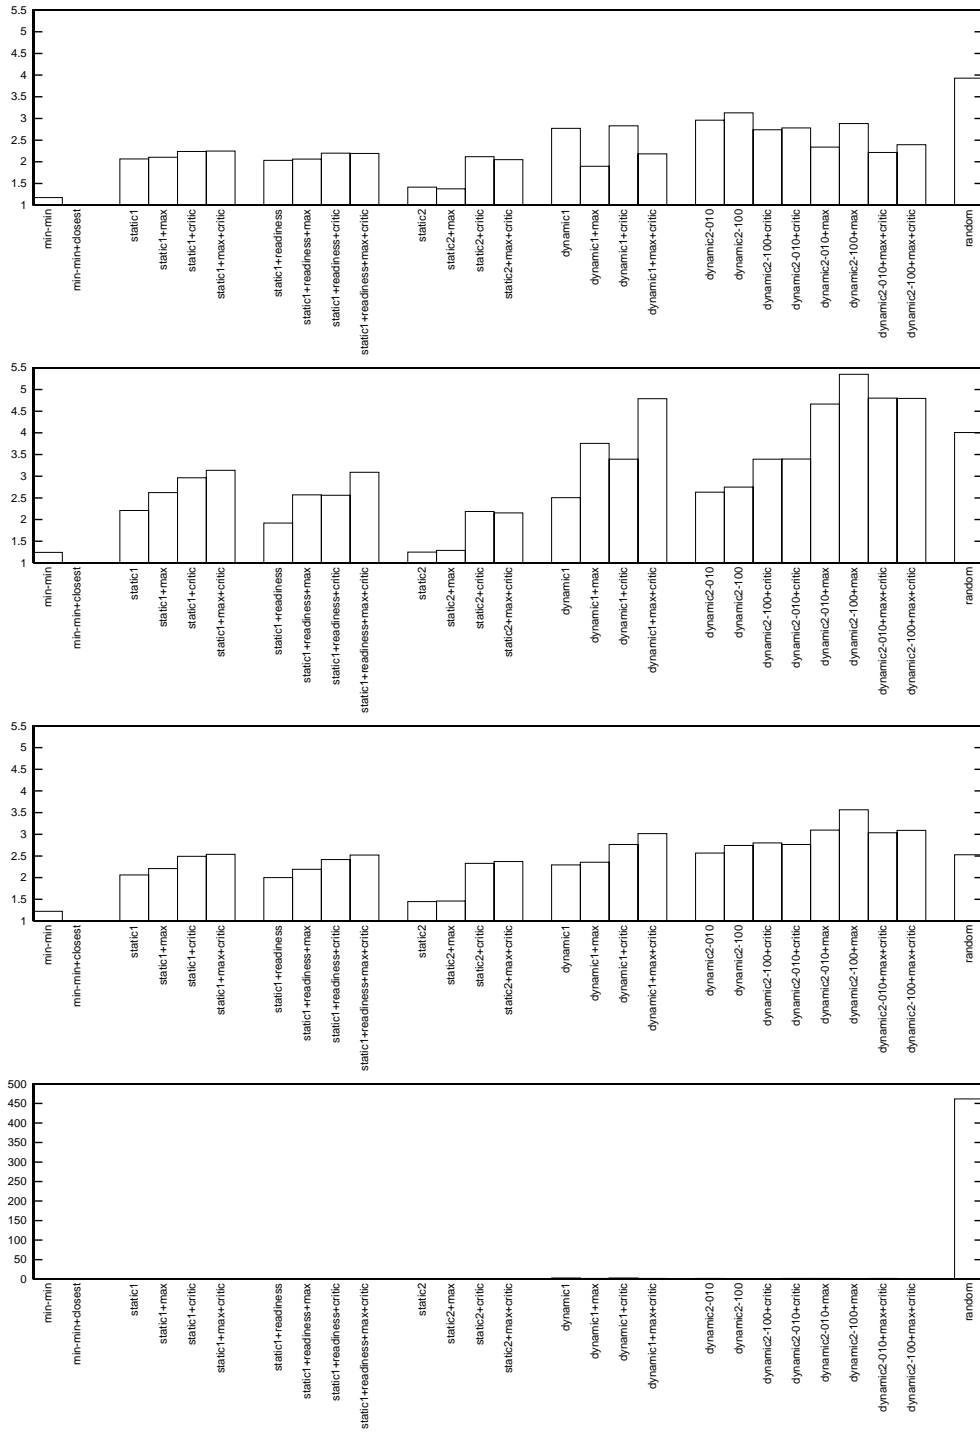 5.5
5
4.5
4
3.5
3
2.5
2
1.5
1
min-min
min-min+closest
static1
static1+max
static1+critic
static1+max+critic
static1+readiness
static1+readiness+max
static1+readiness+critic
static1+readiness+max+critic
static2
static2+max
static2+critic
static2+max+critic
dynamic1
dynamic1+max
dynamic1+critic
dynamic1+max+critic
dynamic2-010
dynamic2-100
dynamic2-100+critic
dynamic2-010+critic
dynamic2-010+max
dynamic2-100+max
dynamic2-010+max+critic
dynamic2-100+max+critic
random
5.5
5
4.5
4
3.5
3
2.5
2
1.5
1
min-min
min-min+closest
static1
static1+max
static1+critic
static1+max+critic
static1+readiness
static1+readiness+max
static1+readiness+critic
static1+readiness+max+critic
static2
static2+max
static2+critic
static2+max+critic
dynamic1
dynamic1+max
dynamic1+critic
dynamic1+max+critic
dynamic2-010
dynamic2-100
dynamic2-100+critic
dynamic2-010+critic
dynamic2-010+max
dynamic2-100+max
dynamic2-010+max+critic
dynamic2-100+max+critic
random
5.5
5
4.5
4
3.5
3
2.5
2
1.5
1
min-min
min-min+closest
static1
static1+max
static1+critic
static1+max+critic
static1+readiness
static1+readiness+max
static1+readiness+critic
static1+readiness+max+critic
static2
static2+max
static2+critic
static2+max+critic
dynamic1
dynamic1+max
dynamic1+critic
dynamic1+max+critic
dynamic2-010
dynamic2-100
dynamic2-100+critic
dynamic2-010+critic
dynamic2-010+max
dynamic2-100+max
dynamic2-010+max+critic
dynamic2-100+max+critic
random
500
450
400
350
300
250
200
150
100
50
0
min-min
min-min+closest
static1
static1+max
static1+critic
static1+max+critic
static1+readiness
static1+readiness+max
static1+readiness+critic
static1+readiness+max+critic
static2
static2+max
static2+critic
static2+max+critic
dynamic1
dynamic1+max
dynamic1+critic
dynamic1+max+critic
dynamic2-010
dynamic2-100
dynamic2-100+critic
dynamic2-010+critic
dynamic2-010+max
dynamic2-100+max
dynamic2-010+max+critic
dynamic2-100+max+critic
random